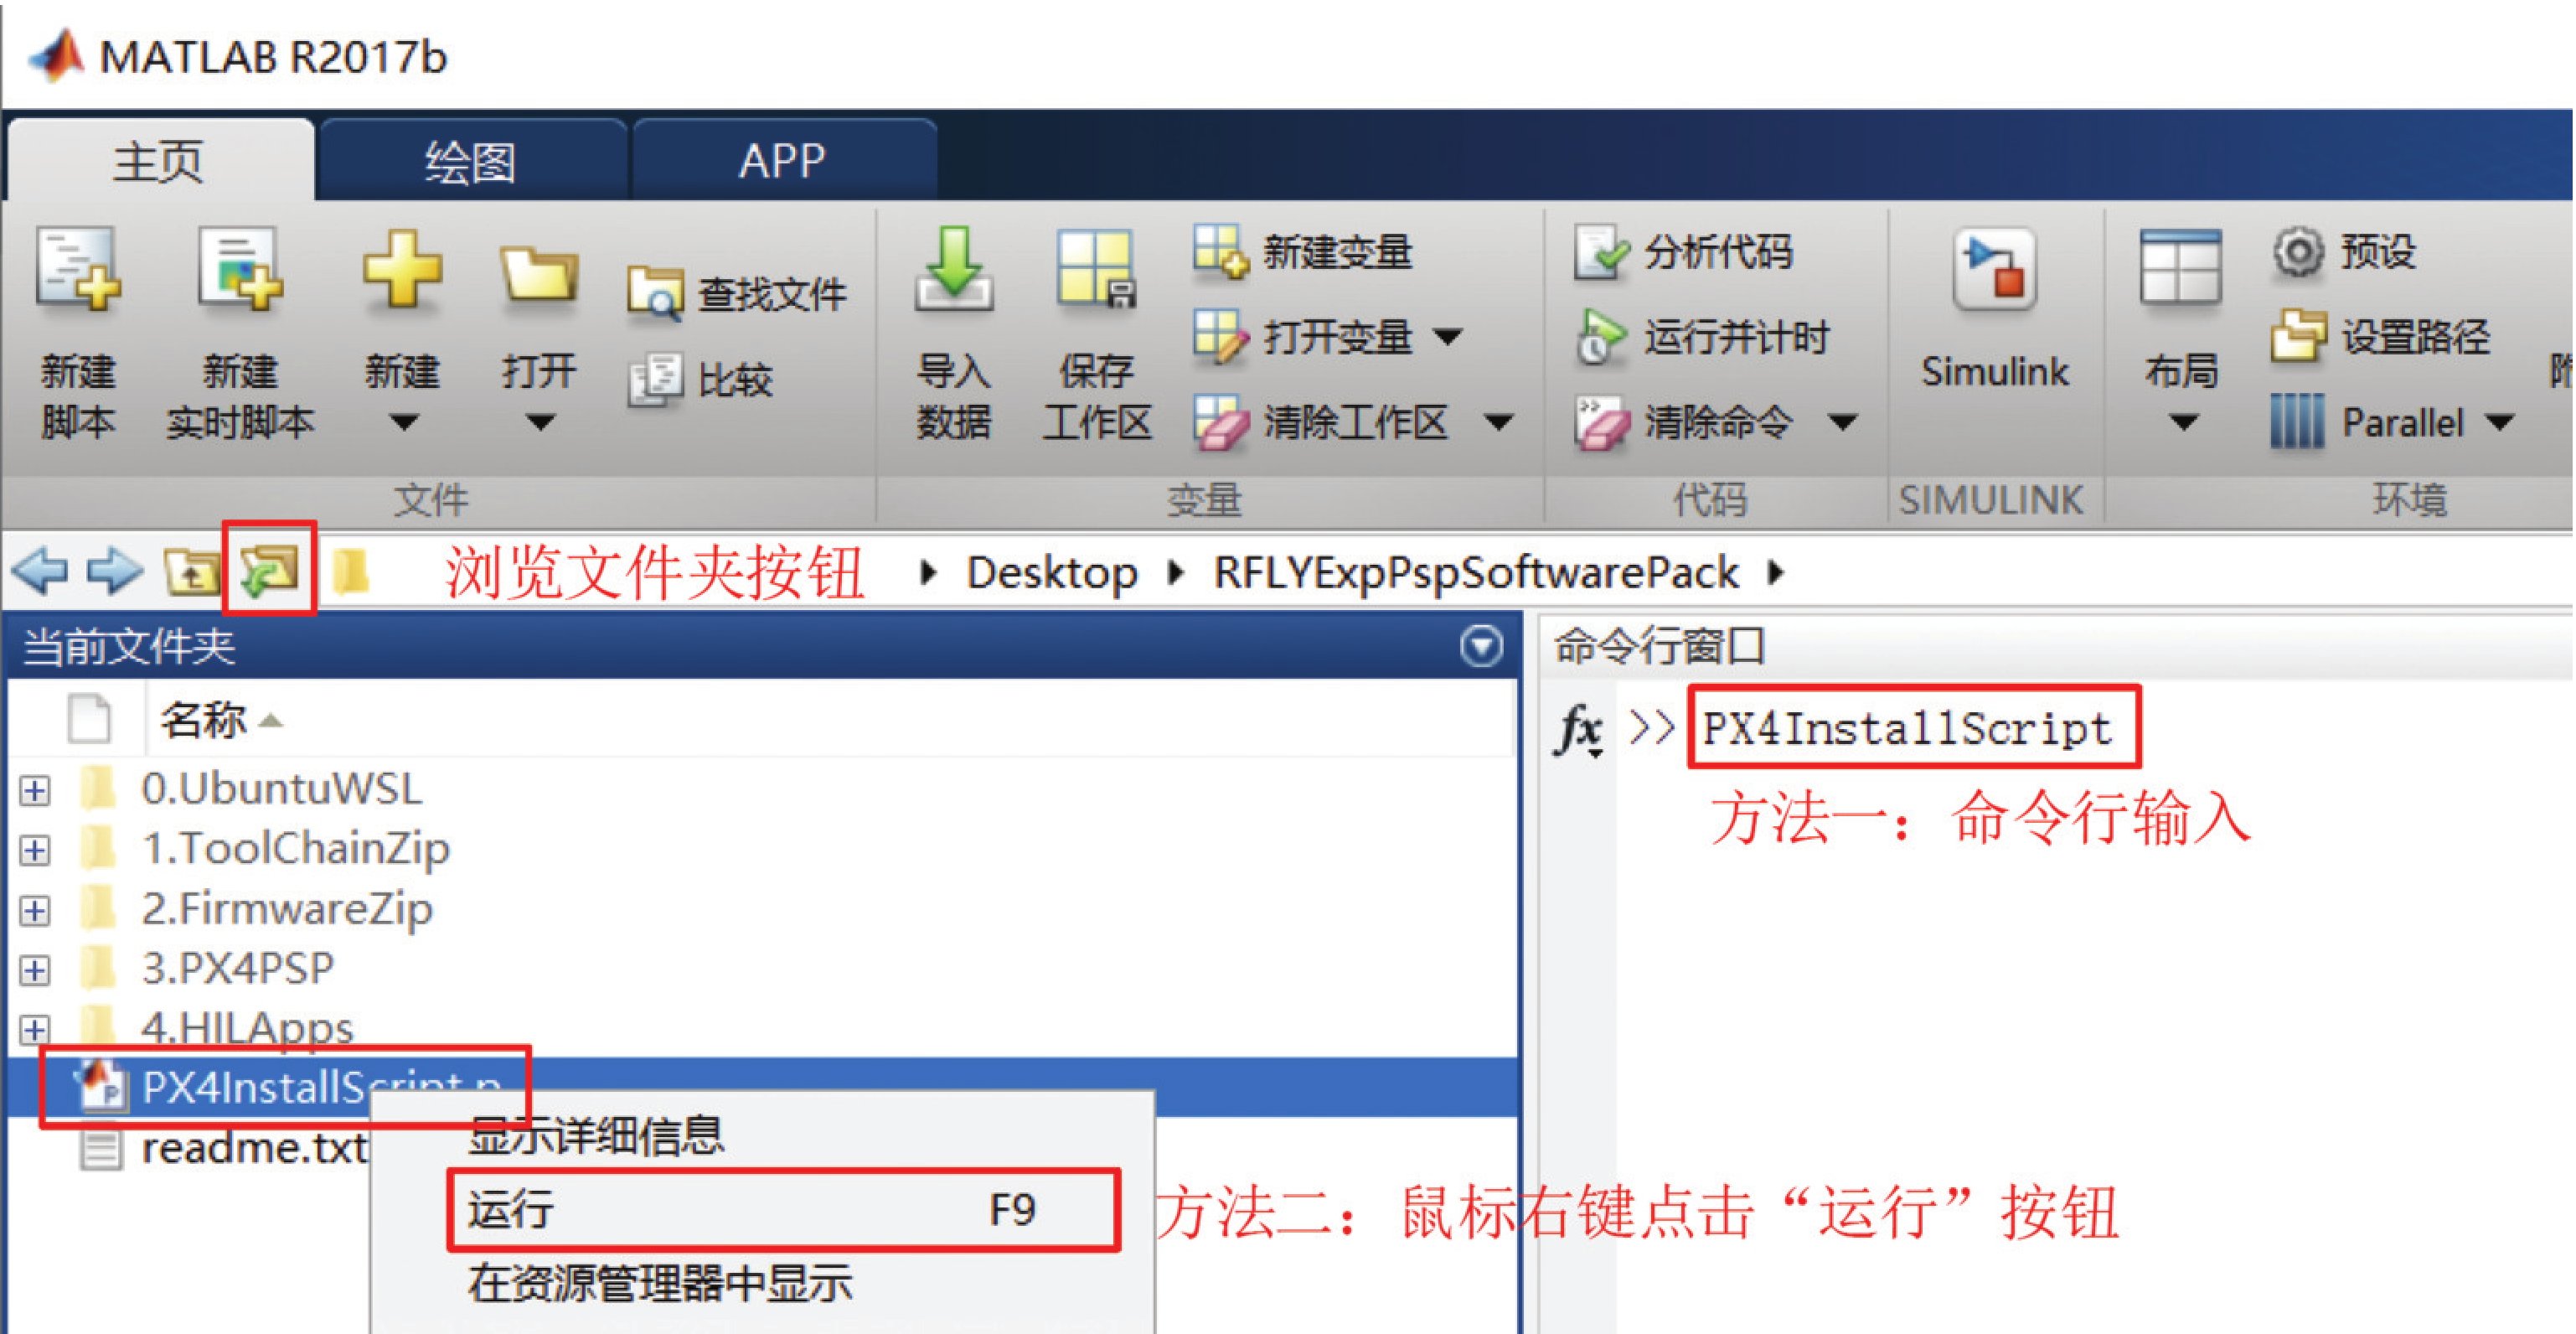 MATLAB R2017b
主页 绘图 APP
新建脚本 新建实时脚本 新建 打开 查找文件 比较
导入数据 保存工作区 新建变量 打开变量 清除工作区
分析代码 运行并计时 清除命令
Simulink
布局 预设 设置路径 Parallel
文件 变量 代码 SIMULINK 环境
浏览文件夹按钮 Desktop RFLYExpPspSoftwarePack
当前文件夹
名称
0.UbuntuWSL
1.ToolChainZip
2.FirmwareZip
3.PX4PSP
4.HILApps
PX4InstallScript.p
readme.txt
显示详细信息
运行 F9
在资源管理器中显示
方法二：鼠标右键点击“运行”按钮
命令行窗口
fx >> PX4InstallScript
方法一：命令行输入